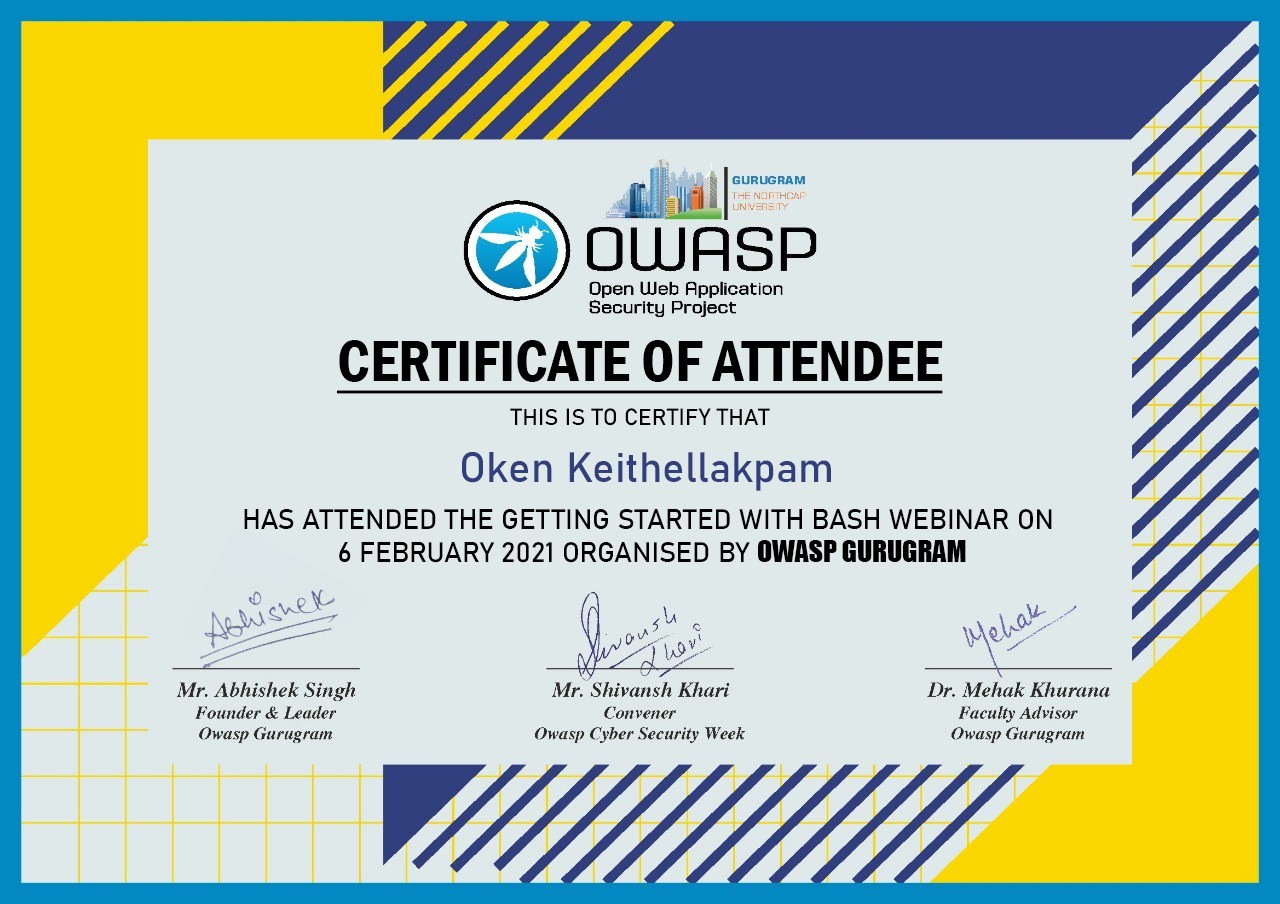 GURUGRAM
THE NORTHCAP
UNIVERSITY
OWASP
Open Web Application
Security Project
CERTIFICATE OF ATTENDEE
THIS IS TO CERTIFY THAT
Oken Keithellakpam
HAS ATTENDED THE GETTING STARTED WITH BASH WEBINAR ON
6 FEBRUARY 2021 ORGANISED BY OWASP GURUGRAM
Abhishek
Shivansh
Khari
Mehak
Mr. Abhishek Singh
Founder & Leader
Owasp Gurugram
Mr. Shivansh Khari
Convener
Owasp Cyber Security Week
Dr. Mehak Khurana
Faculty Advisor
Owasp Gurugram